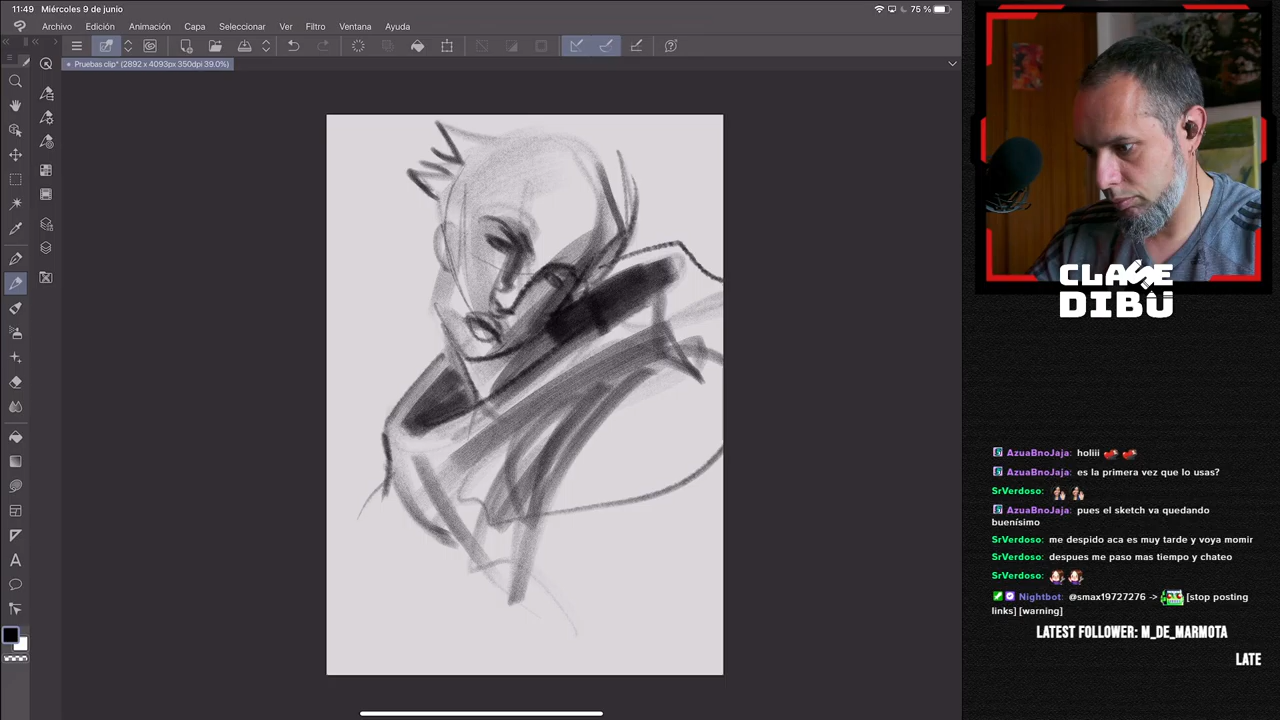 11:49 Miércoles 9 de junio
75 %
Archivo Edición Animación Capa Seleccionar Ver Filtro Ventana Ayuda
Pruebas clip* (2892 x 4093px 350dpi 39.0%)
A
CLASE
DIBU
AzuaBnoJaja: holiii
AzuaBnoJaja: es la primera vez que lo usas?
SrVerdoso:
AzuaBnoJaja: pues el sketch va quedando
buenísimo
SrVerdoso: me despido aca es muy tarde y voya momir
SrVerdoso: despues me paso mas tiempo y chateo
SrVerdoso:
Nightbot: @smax19727276 -> [stop posting
links] [warning]
LATEST FOLLOWER: M_DE_MARMOTA
LATE